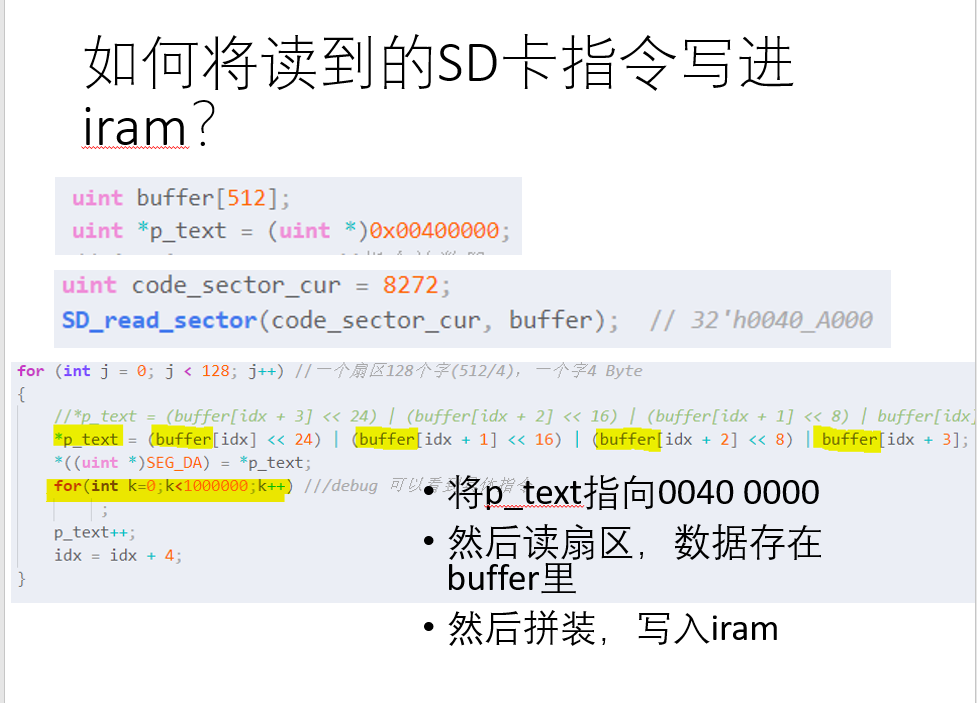 如何将读到的SD卡指令写进
iram？
uint buffer[512];
uint *p_text = (uint *)0x00400000;
uint code_sector_cur = 8272;
SD_read_sector(code_sector_cur, buffer);  // 32'h0040_A000
for (int j = 0; j < 128; j++) //一个扇区128个字(512/4)，一个字4 Byte
{
//*p_text = (buffer[idx + 3] << 24) | (buffer[idx + 2] << 16) | (buffer[idx + 1] << 8) | buffer[idx]
*p_text = (buffer[idx] << 24) | (buffer[idx + 1] << 16) | (buffer[idx + 2] << 8) | buffer[idx + 3];
*((uint *)SEG_DA) = *p_text;
for(int k=0;k<1000000;k++) ///debug 可以看到
;
p_text++;
idx = idx + 4;
}
• 将p_text指向0040 0000
• 然后读扇区，数据存在
buffer里
• 然后拼装，写入iram